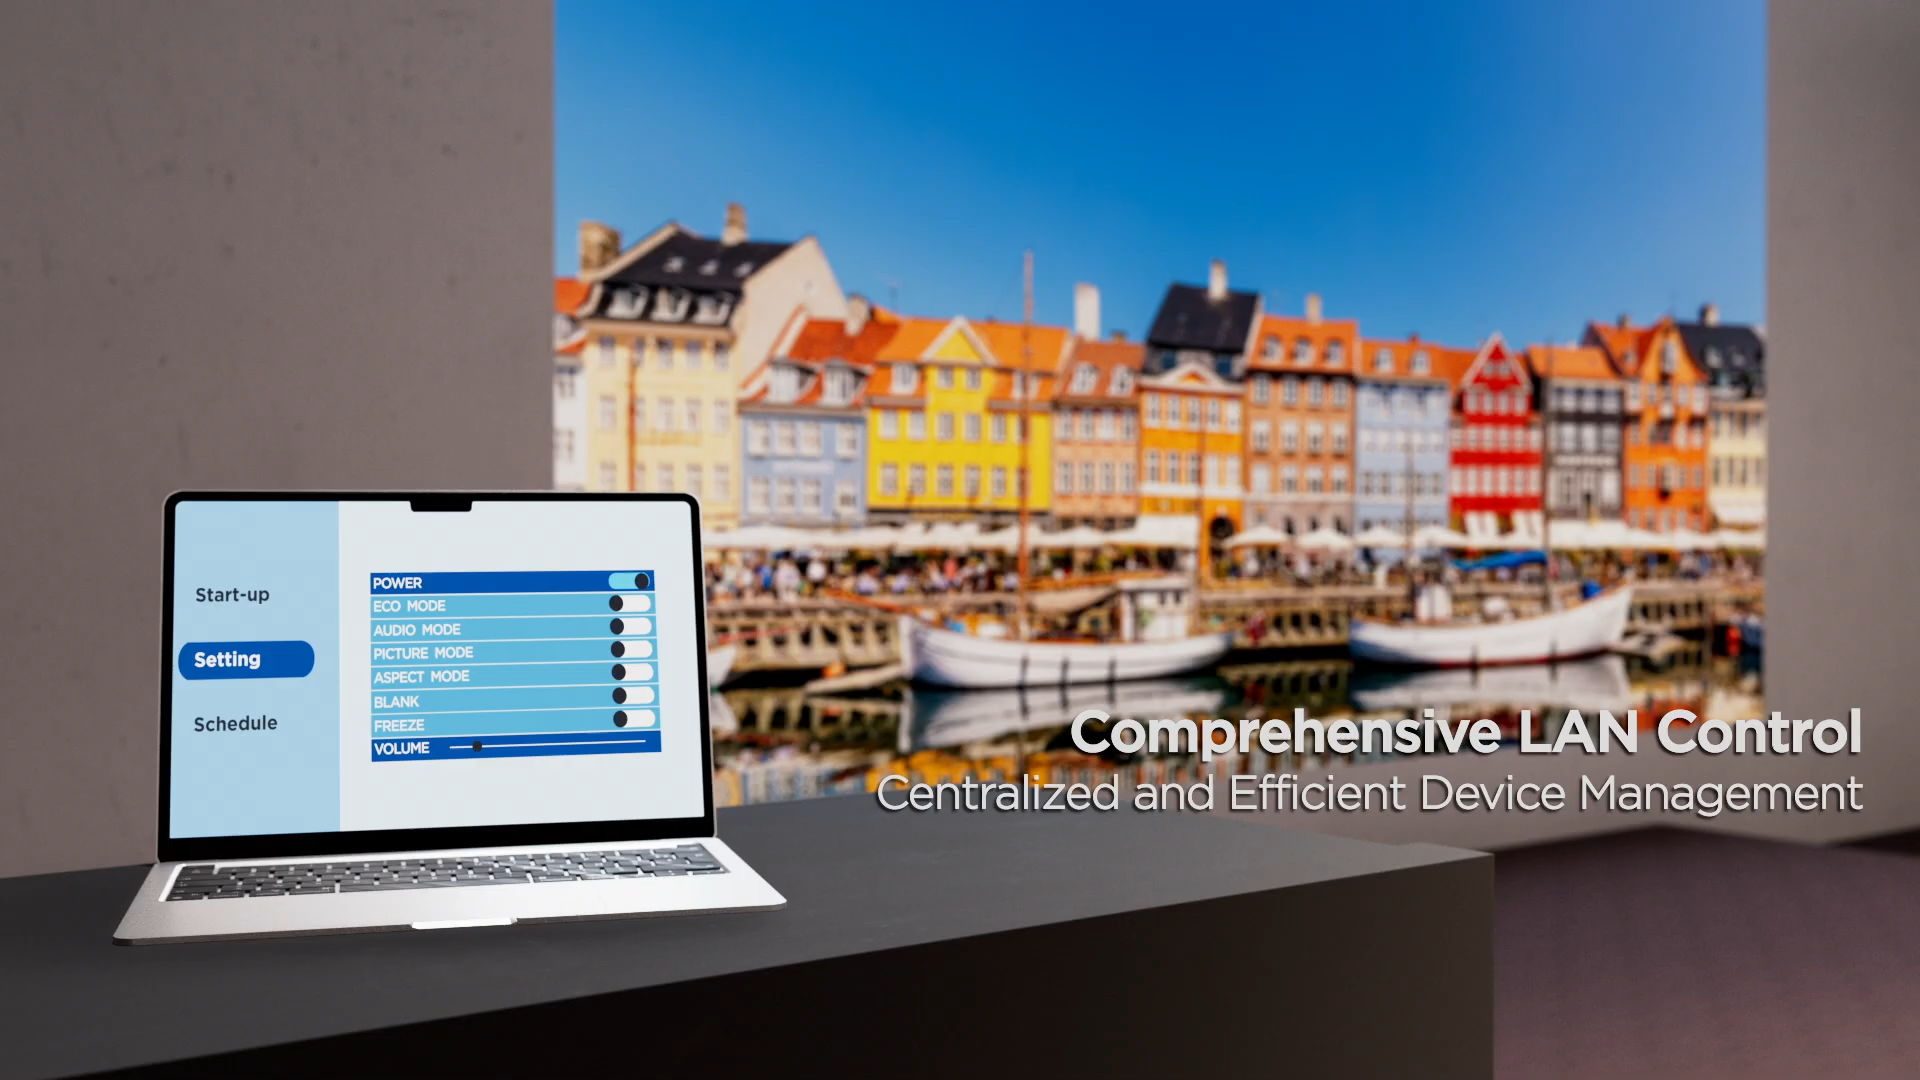 Start-up
Setting
Schedule
POWER
ECO MODE
AUDIO MODE
PICTURE MODE
ASPECT MODE
BLANK
FREEZE
VOLUME
Comprehensive LAN Control
Centralized and Efficient Device Management